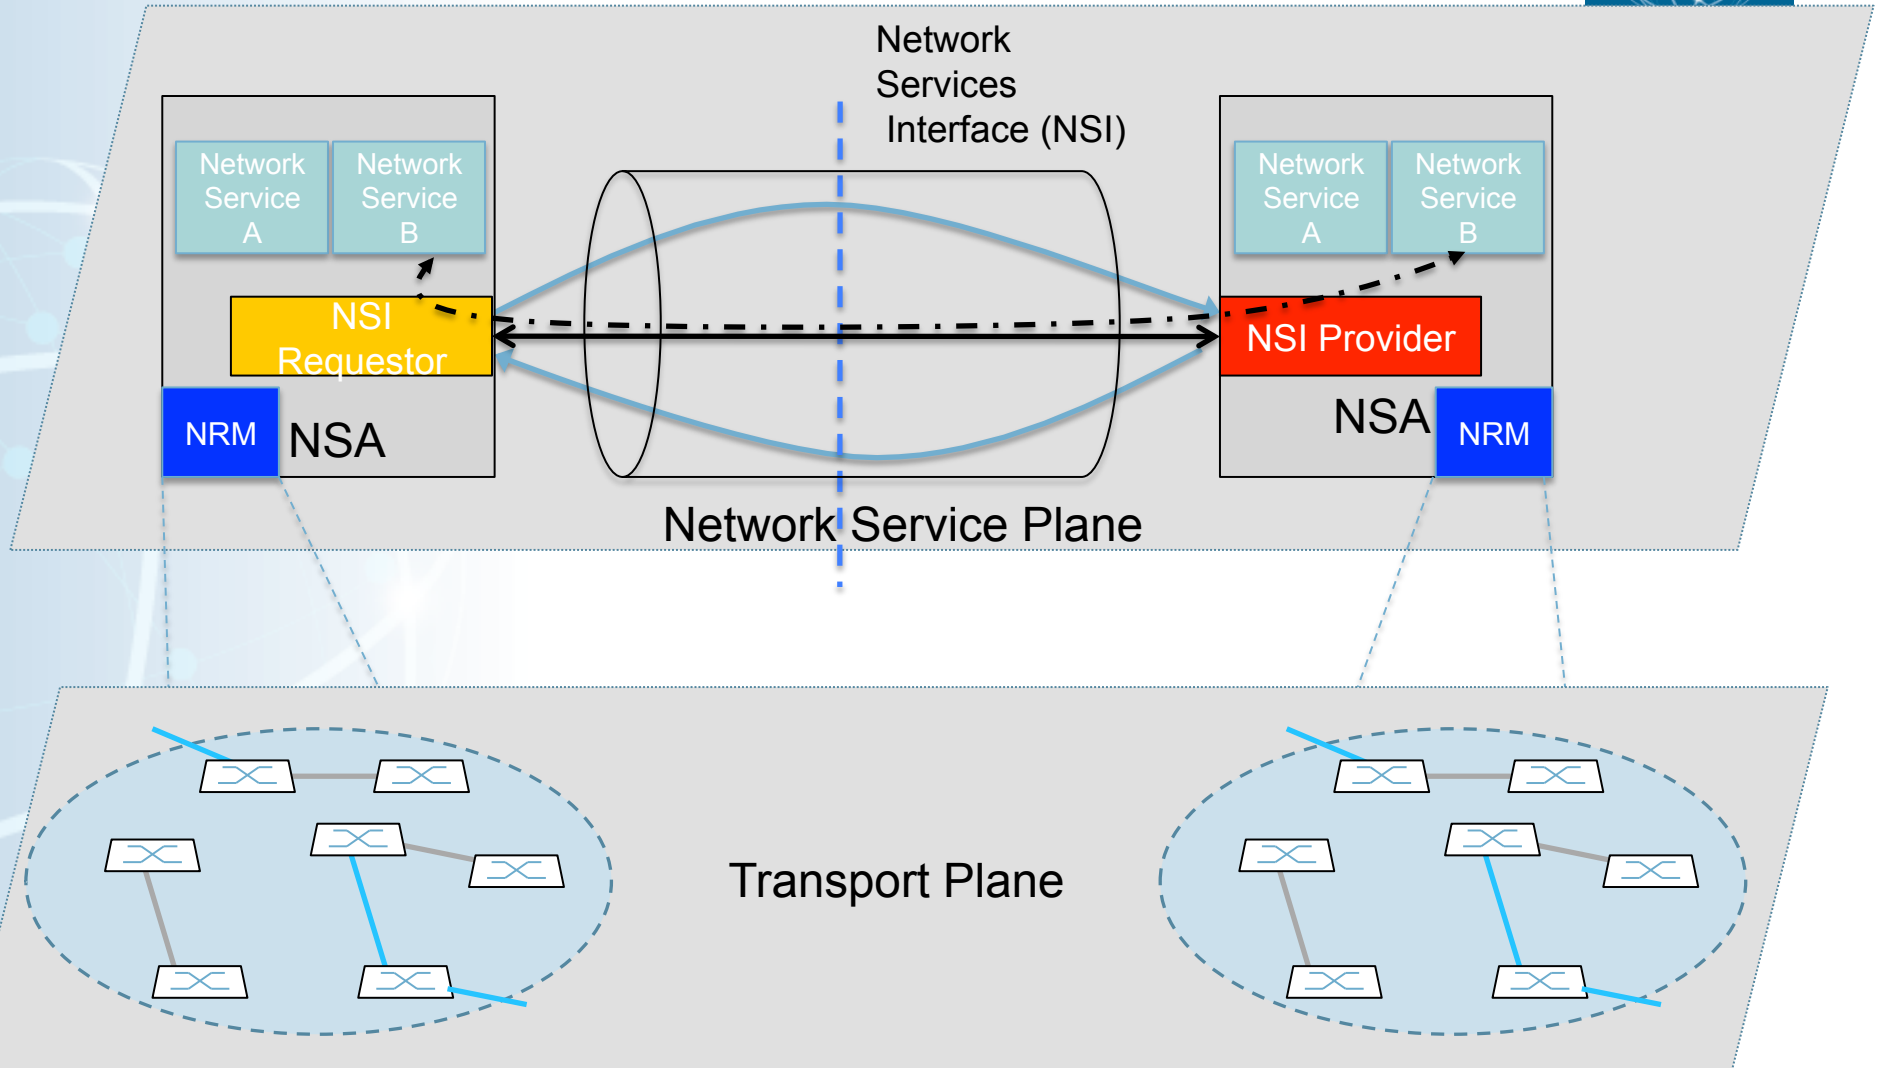 Network
Services
Interface (NSI)
Network
Service
A
Network
Service
B
NSI
Requestor
NRM
NSA
Network
Service
A
Network
Service
B
NSI Provider
NSA
NRM
Network Service Plane
Transport Plane